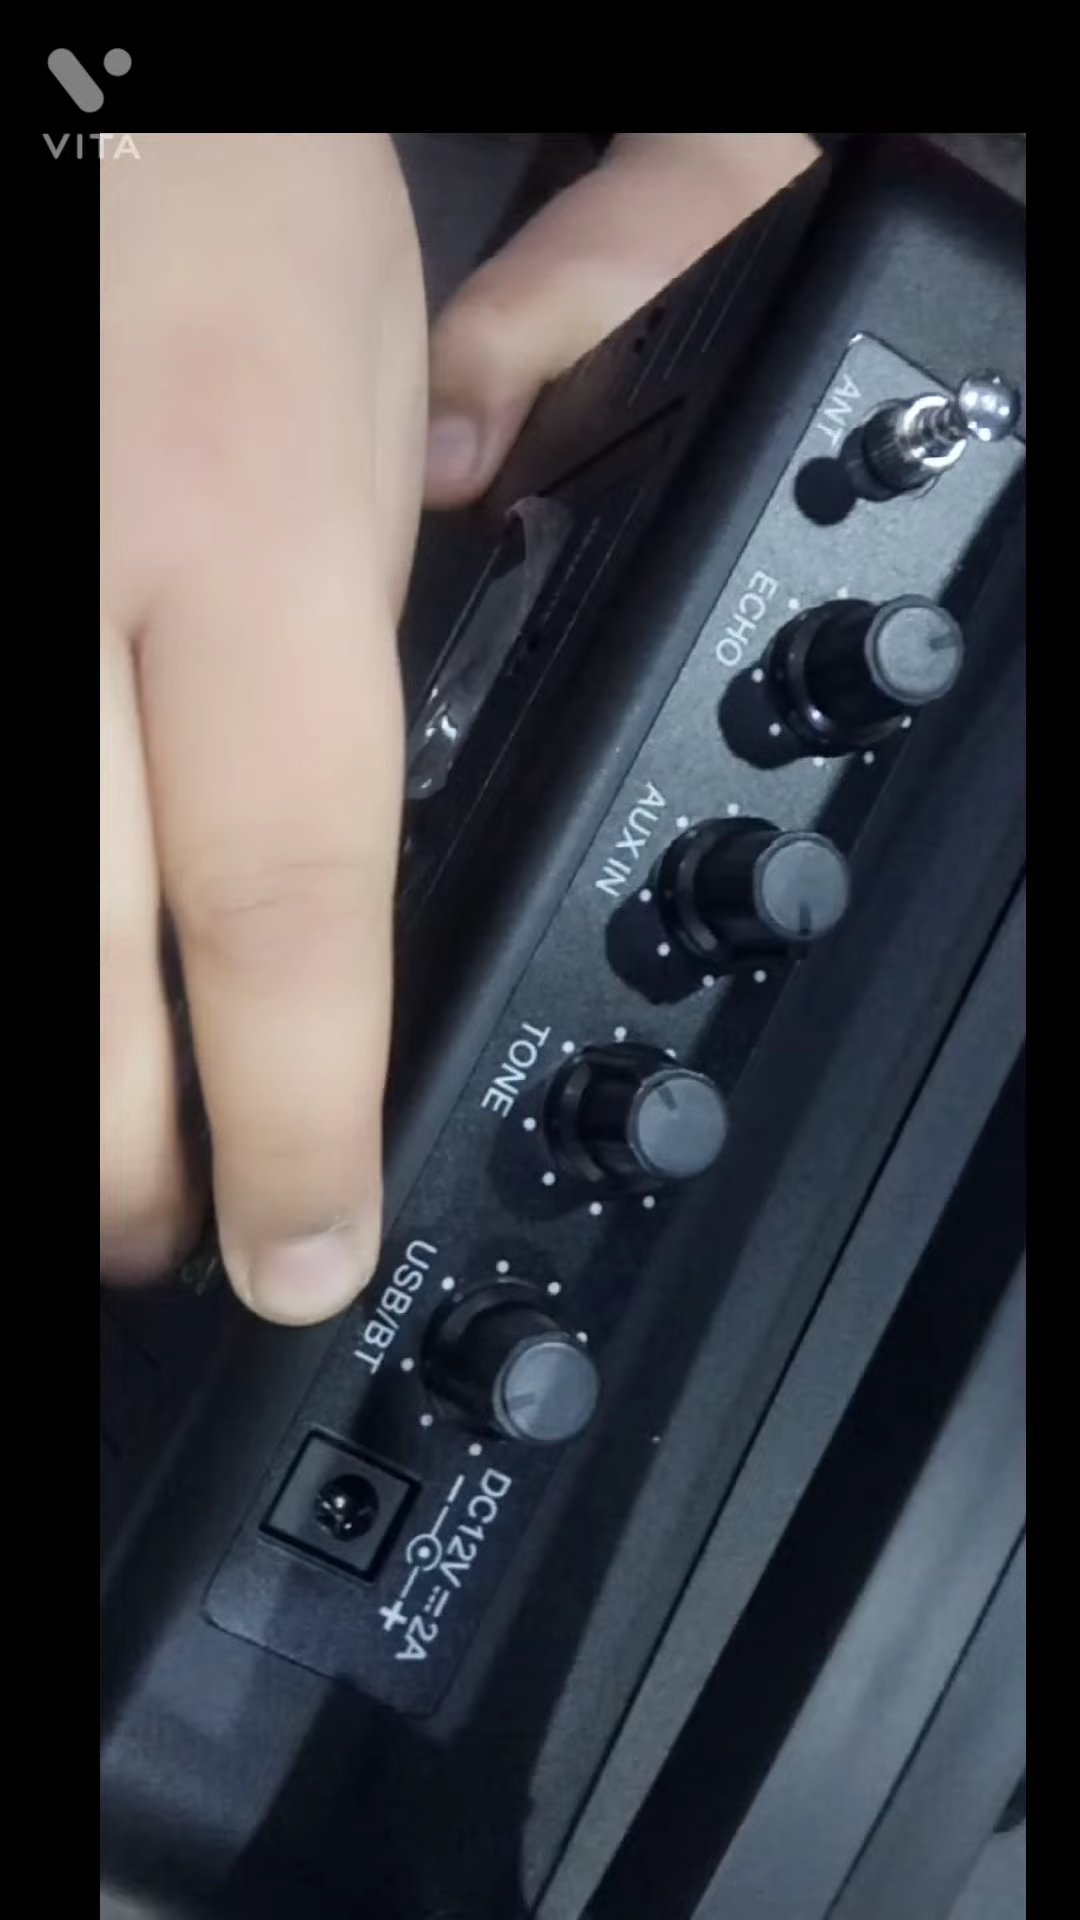 VITA
ANT
ECHO
AUX IN
TONE
USB/BT
DC12V⎓2A